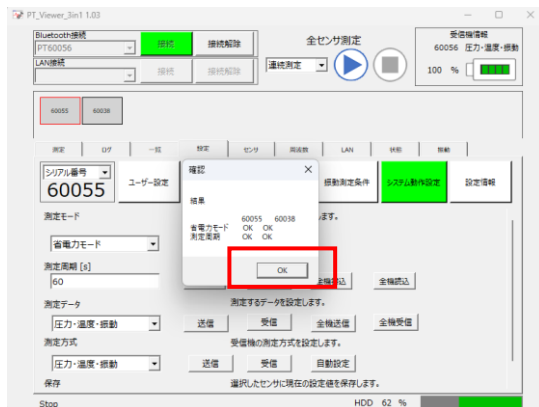 PT_Viewer_3in1 1.03
Bluetooth接続
PT60056
接続
接続解除
LAN接続
接続
接続解除
全センサ測定
連続測定
受信機情報
60056 圧力・温度・振動
100 %
60055
60038
測定
ログ
一覧
設定
センサ
周波数
LAN
状態
振動
シリアル番号
60055
ユーザー設定
振動測定条件
システム動作設定
設定情報
確認
結果
60055 60038
省電力モード OK OK
測定周期 OK OK
OK
測定モード
省電力モード
ます。
測定周期 [s]
60
全機読込
測定データ
測定するデータを設定します。
圧力・温度・振動
送信
受信
全機送信
全機受信
測定方式
受信機の測定方式を設定します。
圧力・温度・振動
送信
受信
自動設定
保存
選択したセンサに現在の設定値を保存します。
Stop
HDD 62 %